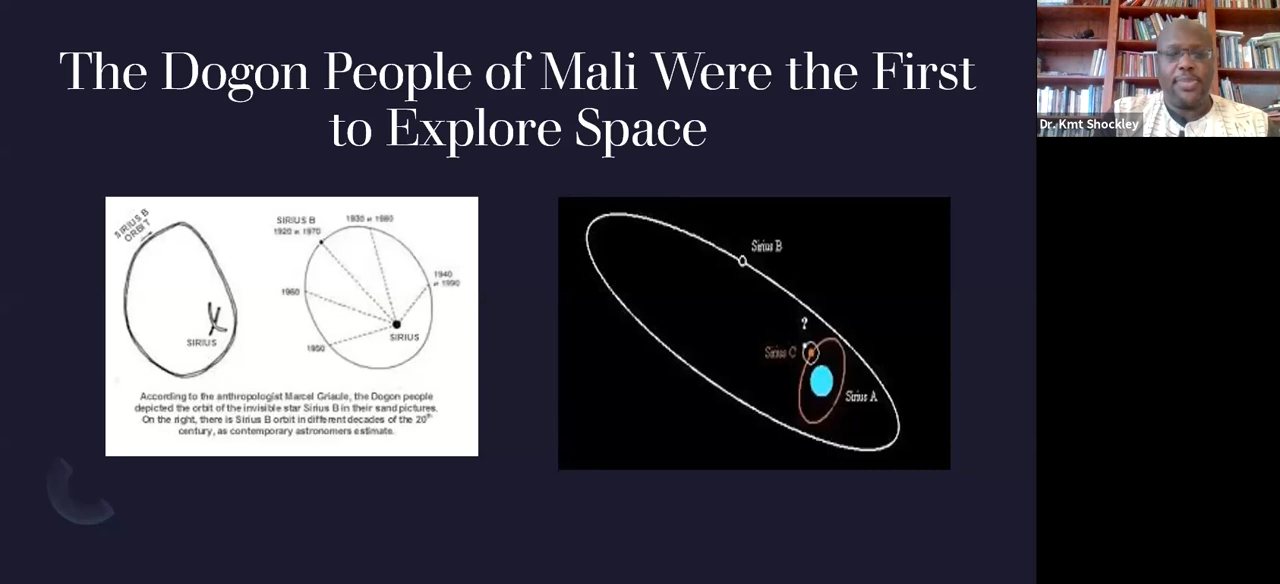 The Dogon People of Mali Were the First
to Explore Space
Dr. Kmt Shockley
SIRIUS B
ORBIT
SIRIUS
SIRIUS B
1920 и 1970
1930 и 1980
1940
и 1990
1960
1950
SIRIUS
According to the anthropologist Marcel Griaule, the Dogon people
depicted the orbit of the invisible star Sirius B in their sand pictures.
On the right, there is Sirius B orbit in different decades of the 20th
century, as contemporary astronomers estimate.
Sirius B
?
Sirius C
Sirius A